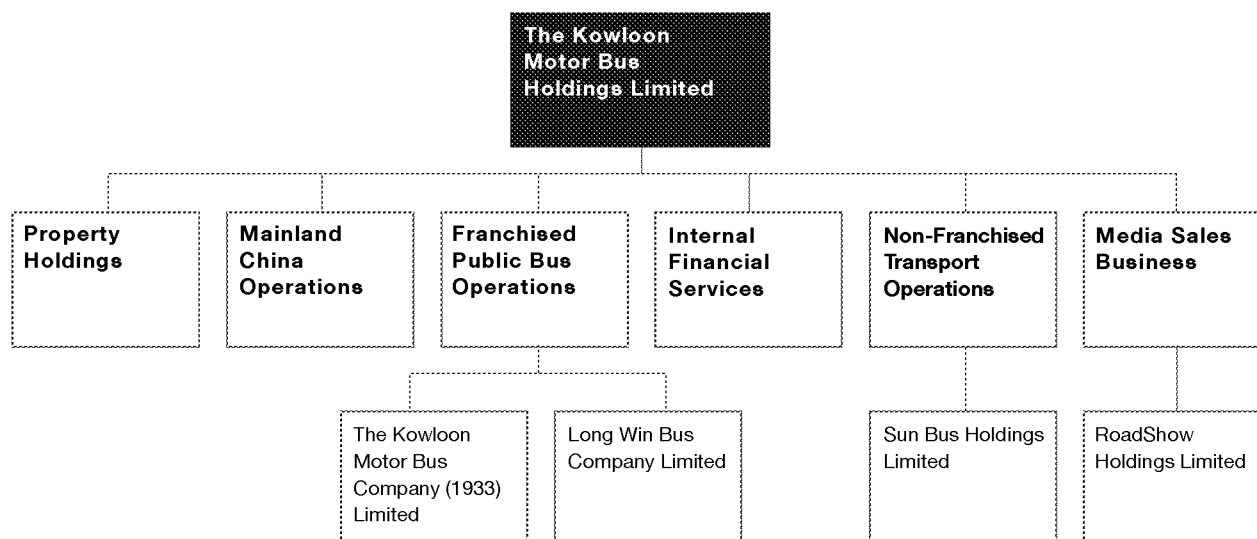 The Kowloon
Motor Bus
Holdings Limited
Property
Holdings
Mainland
China
Operations
Franchised
Public Bus
Operations
Internal
Financial
Services
Non-Franchised
Transport
Operations
Media Sales
Business
The Kowloon
Motor Bus
Company (1933)
Limited
Long Win Bus
Company Limited
Sun Bus Holdings
Limited
RoadShow
Holdings Limited